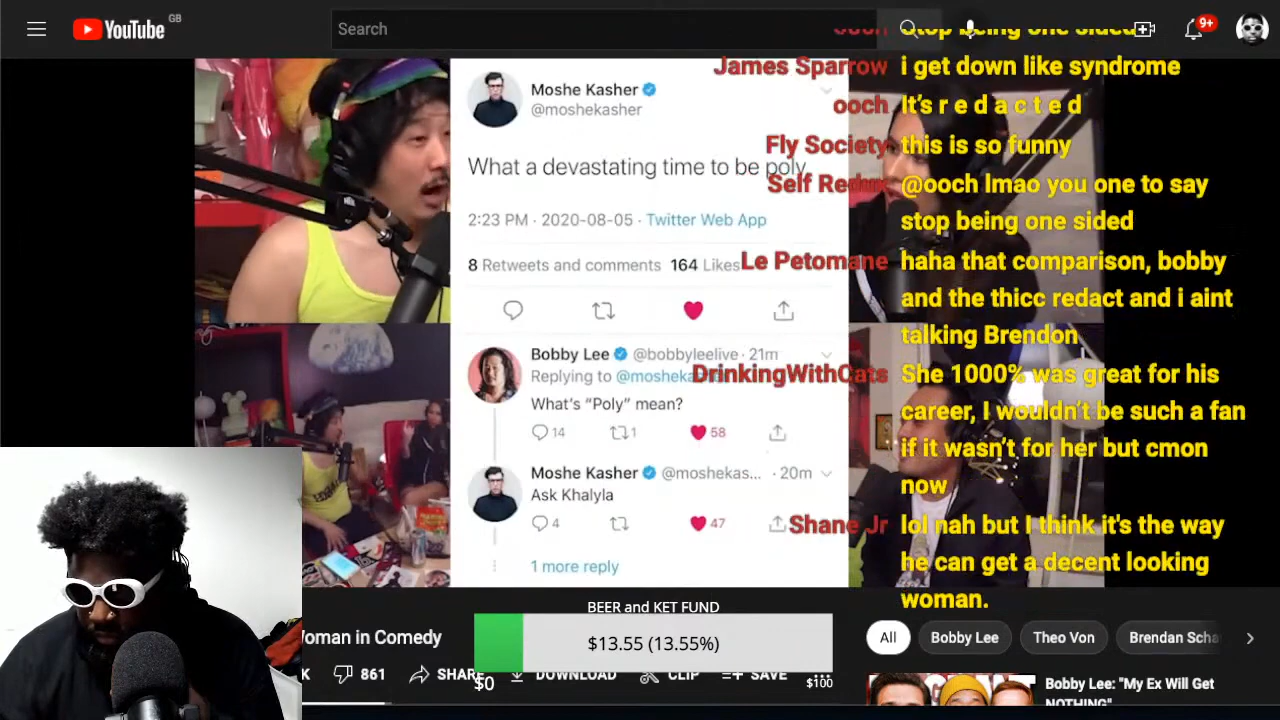 YouTube GB
Search
9+
stop being one sided
James Sparrow i get down like syndrome
ooch It's r e d a c t e d
Fly Society this is so funny
Self Redux @ooch lmao you one to say
stop being one sided
Le Petomane haha that comparison, bobby
and the thicc redact and i aint
talking Brendon
DrinkingWithCats She 1000% was great for his
career, I wouldn't be such a fan
if it wasn't for her but cmon
now
Shane Jr lol nah but I think it's the way
he can get a decent looking
woman.
Moshe Kasher
@moshekasher
What a devastating time to be poly
2:23 PM · 2020-08-05 · Twitter Web App
8 Retweets and comments 164 Likes
Bobby Lee @bobbyleelive · 21m
Replying to @moshekasher
What's "Poly" mean?
14 1 58
Moshe Kasher @moshekas... · 20m
Ask Khalyla
4 47
1 more reply
BEER and KET FUND
$13.55 (13.55%)
$0 $100
Woman in Comedy
K 861 SHARE DOWNLOAD CLIP SAVE
All Bobby Lee Theo Von Brendan Scha
Bobby Lee: "My Ex Will Get
NOTHING"